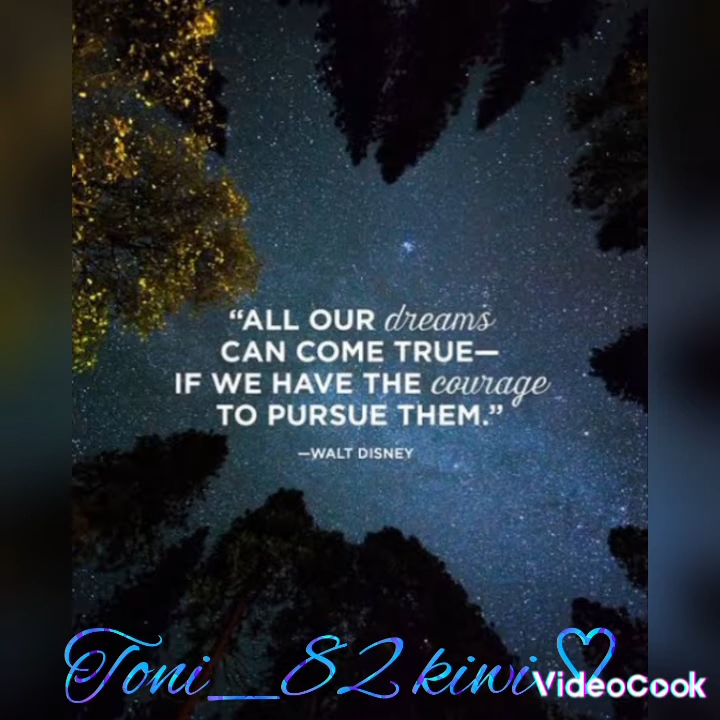 “ALL OUR dreams
CAN COME TRUE—
IF WE HAVE THE courage
TO PURSUE THEM.”
—WALT DISNEY
Toni__82 kiwi♡
VideoCook